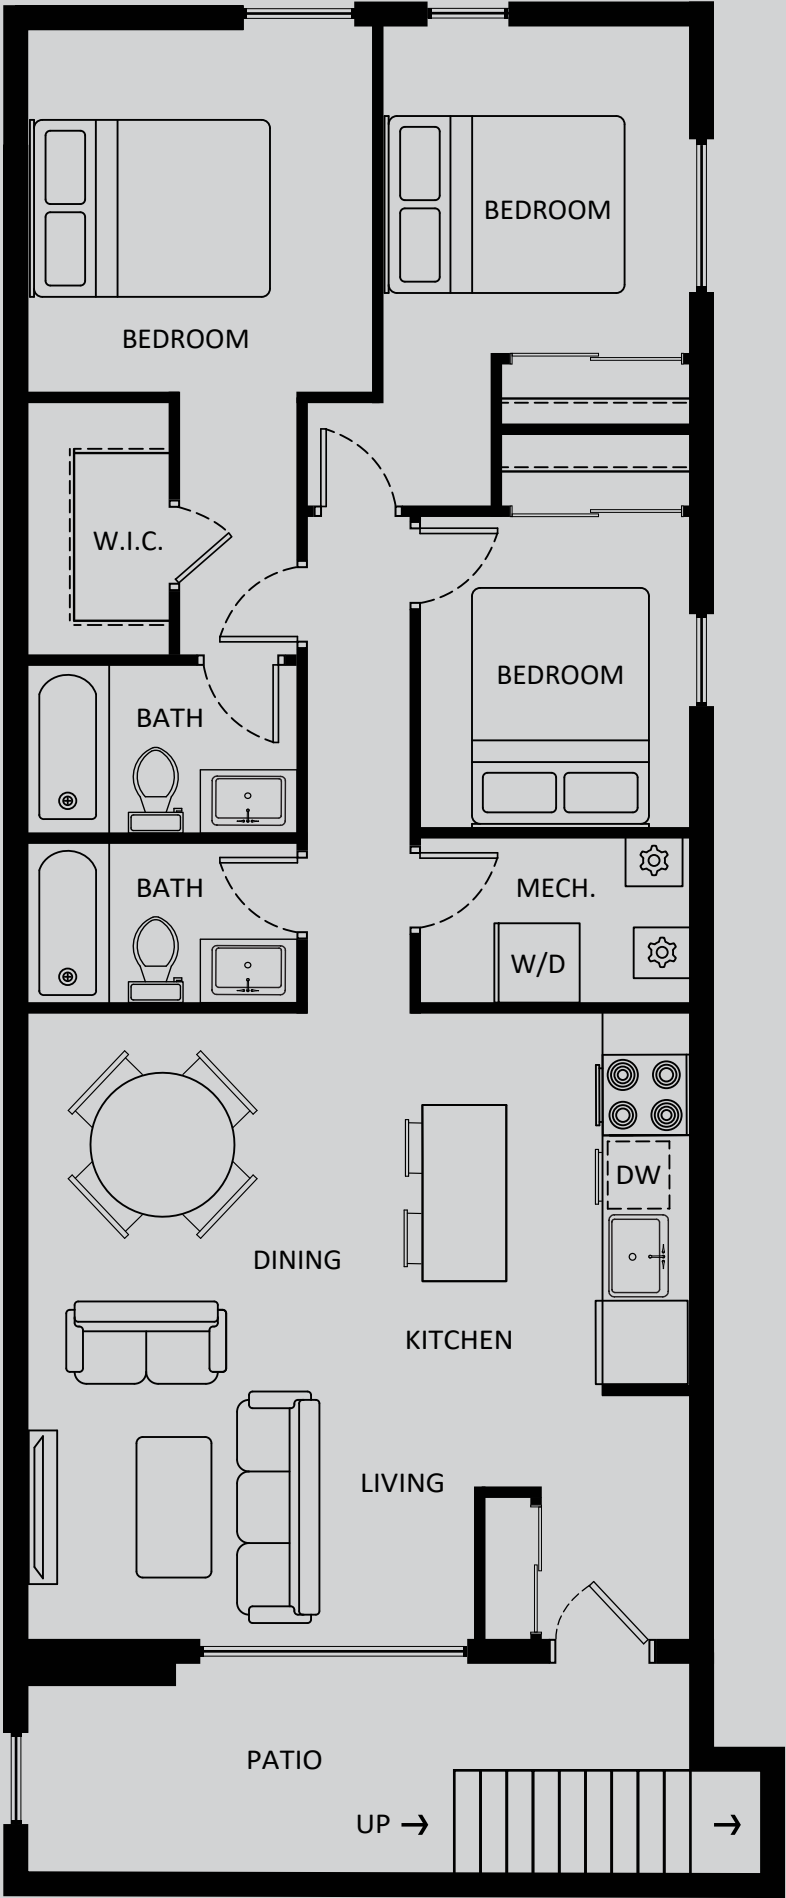 BEDROOM
BEDROOM
W.I.C.
BEDROOM
BATH
BATH
MECH.
W/D
DW
DINING
KITCHEN
LIVING
PATIO
UP →
→